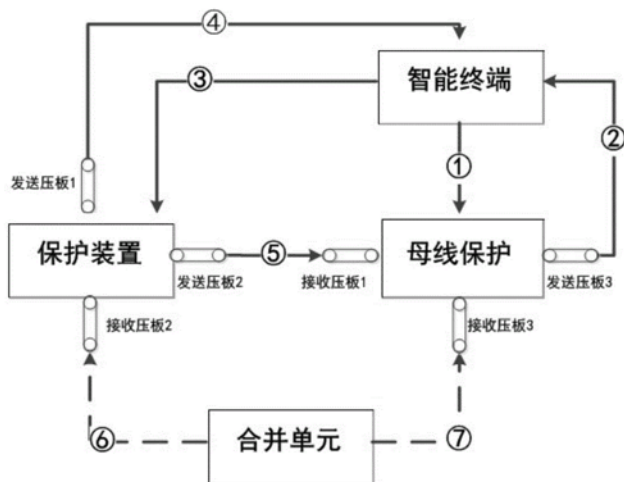 ④
智能终端
③
②
①
发送压板1
保护装置
⑤
母线保护
发送压板2
接收压板1
发送压板3
接收压板2
接收压板3
⑥
合并单元
⑦